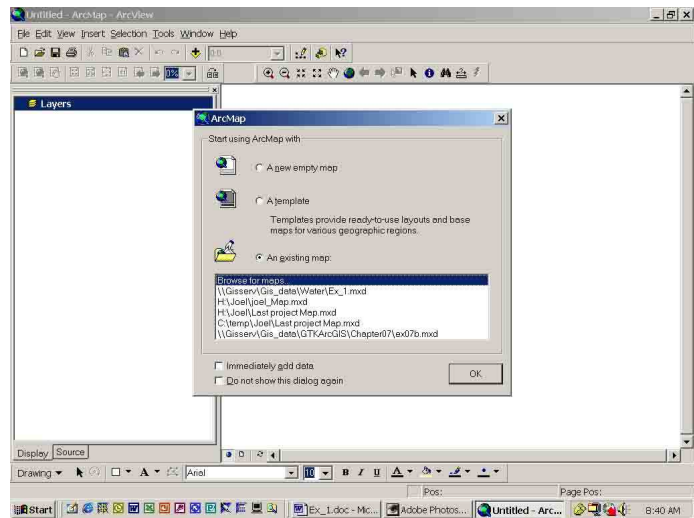 Untitled - ArcMap - ArcView
File Edit View Insert Selection Tools Window Help
Layers
ArcMap
Start using ArcMap with
A new empty map
A template
Templates provide ready-to-use layouts and base
maps for various geographic regions.
An existing map:
Browse for maps...
\\Gisserv\Gis_data\Water\Ex_1.mxd
H:\Joel\joel_Map.mxd
H:\Joel\Last project Map.mxd
C:\temp\Joel\Last project Map.mxd
\\Gisserv\Gis_data\GTKArcGIS\Chapter07\ex07b.mxd
Immediately add data
Do not show this dialog again
OK
Display Source
Drawing A Arial 10 B I U A
Pos: Page Pos:
Start Ex_1.doc - Mic... Adobe Photos... Untitled - Arc... 8:40 AM